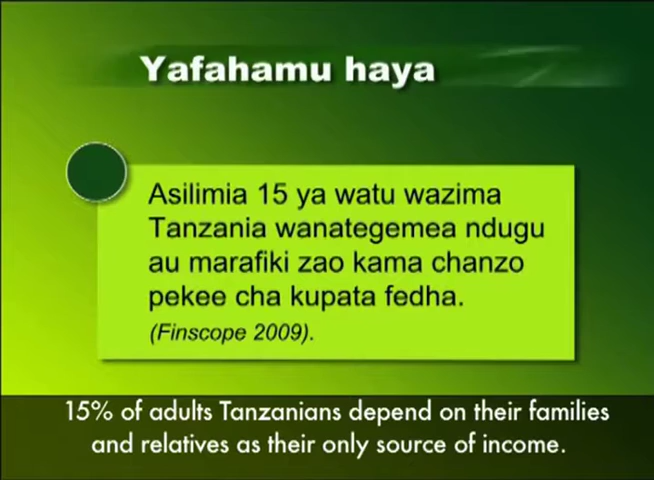 Yafahamu haya
Asilimia 15 ya watu wazima
Tanzania wanategemea ndugu
au marafiki zao kama chanzo
pekee cha kupata fedha.
(Finscope 2009).
15% of adults Tanzanians depend on their families
and relatives as their only source of income.